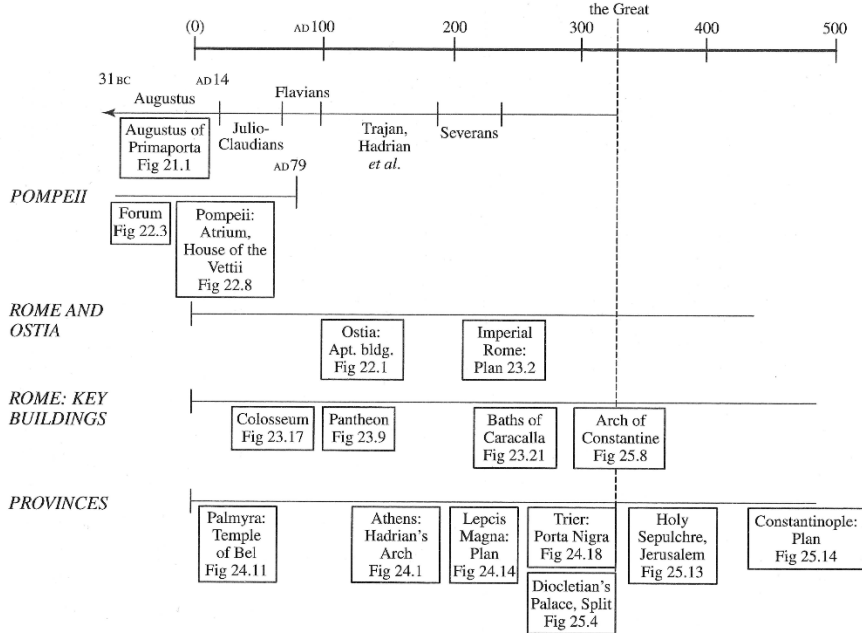 the Great
(0)
AD 100
200
300
400
500
31 BC
AD 14
Augustus
Flavians
Julio-
Claudians
Trajan,
Hadrian
et al.
Severans
Augustus of
Primaporta
Fig 21.1
AD 79
POMPEII
Forum
Fig 22.3
Pompeii:
Atrium,
House of the
Vettii
Fig 22.8
ROME AND
OSTIA
Ostia:
Apt. bldg.
Fig 22.1
Imperial
Rome:
Plan 23.2
ROME: KEY
BUILDINGS
Colosseum
Fig 23.17
Pantheon
Fig 23.9
Baths of
Caracalla
Fig 23.21
Arch of
Constantine
Fig 25.8
PROVINCES
Palmyra:
Temple
of Bel
Fig 24.11
Athens:
Hadrian's
Arch
Fig 24.1
Lepcis
Magna:
Plan
Fig 24.14
Trier:
Porta Nigra
Fig 24.18
Diocletian's
Palace, Split
Fig 25.4
Holy
Sepulchre,
Jerusalem
Fig 25.13
Constantinople:
Plan
Fig 25.14